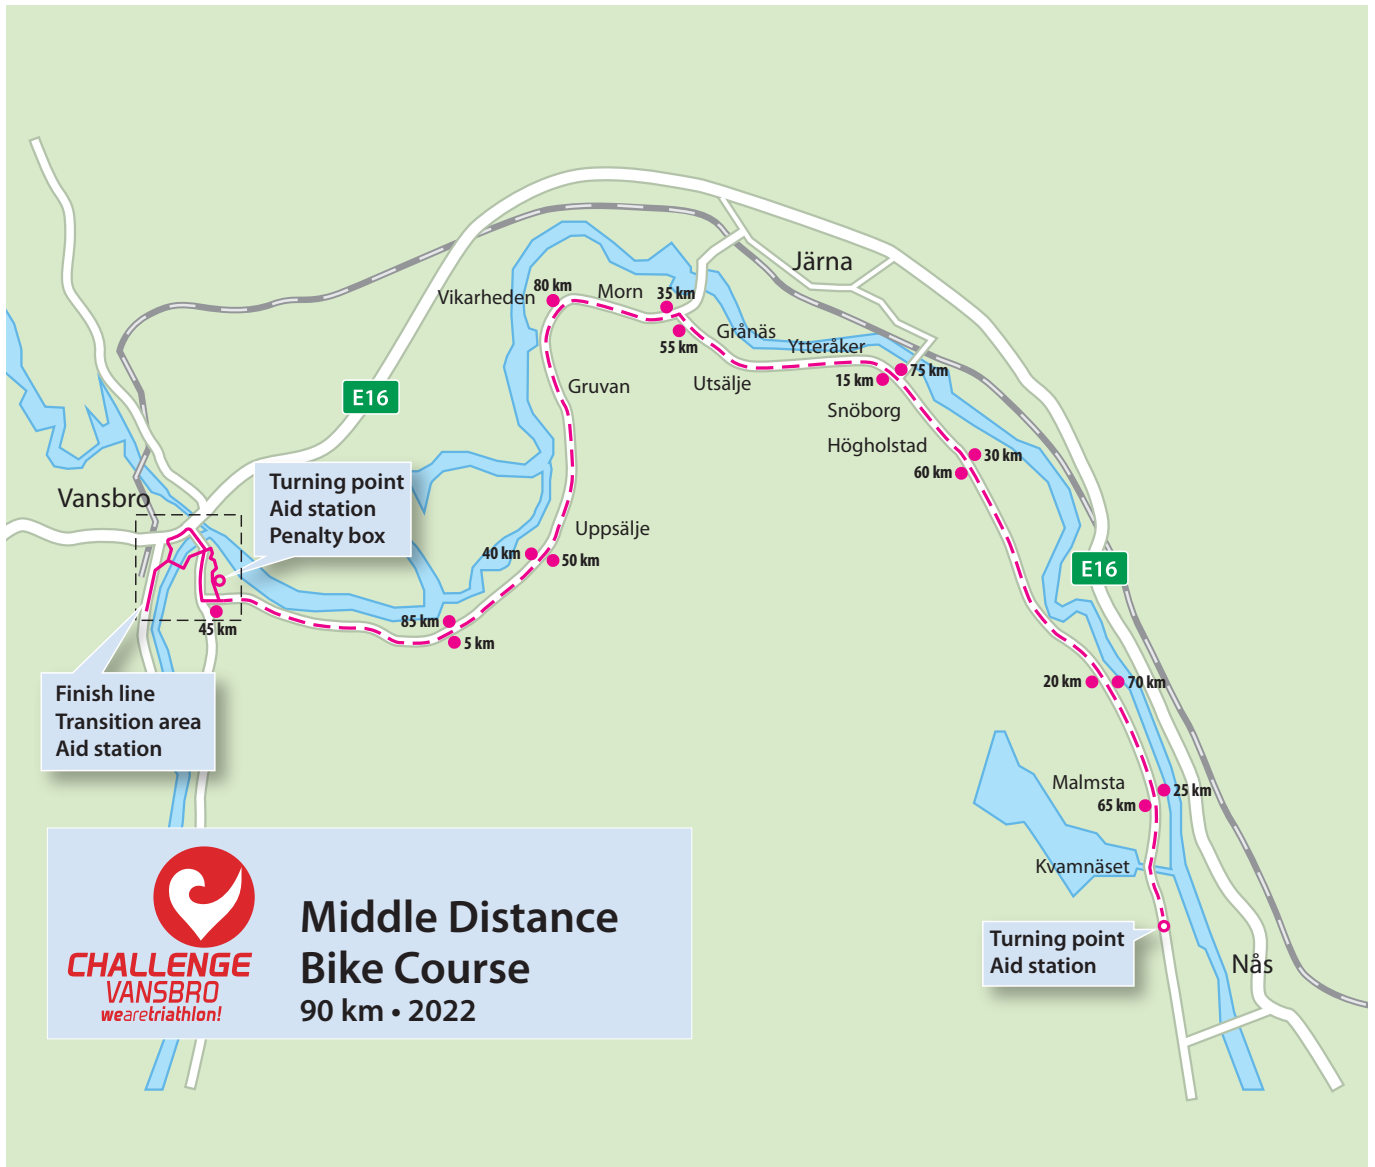 Järna
Vikarheden
80 km
Morn
35 km
Grånäs
55 km
Ytteråker
75 km
15 km
Utsälje
Gruvan
E16
Snöborg
Högholstad
30 km
60 km
Vansbro
Turning point
Aid station
Penalty box
Uppsälje
40 km
50 km
E16
85 km
45 km
5 km
20 km
70 km
Finish line
Transition area
Aid station
Malmsta
25 km
65 km
Kvamnäset
Turning point
Aid station
Nås
CHALLENGE
VANSBRO
wearetriathlon!
Middle Distance
Bike Course
90 km • 2022